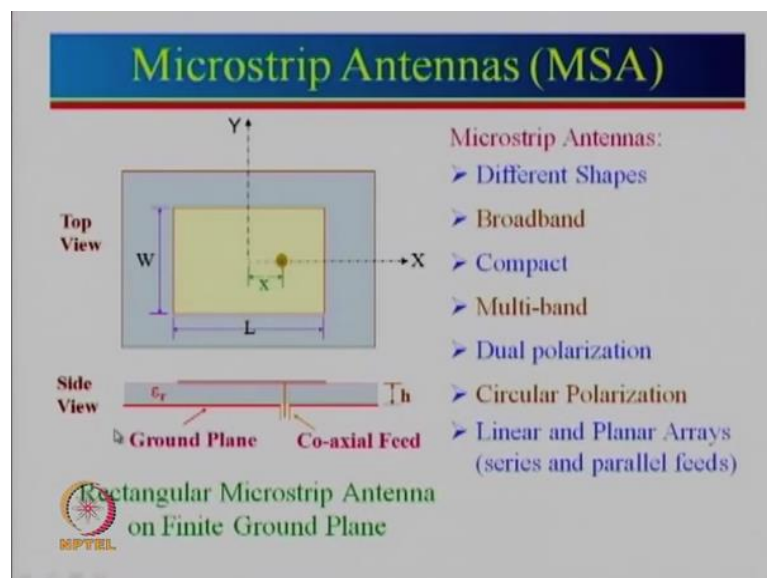 Microstrip Antennas (MSA)
Y
Top
View
W
X
x
L
Side
View
εr
h
Ground Plane
Co-axial Feed
Rectangular Microstrip Antenna
on Finite Ground Plane
Microstrip Antennas:
➢ Different Shapes
➢ Broadband
➢ Compact
➢ Multi-band
➢ Dual polarization
➢ Circular Polarization
➢ Linear and Planar Arrays
(series and parallel feeds)
NPTEL